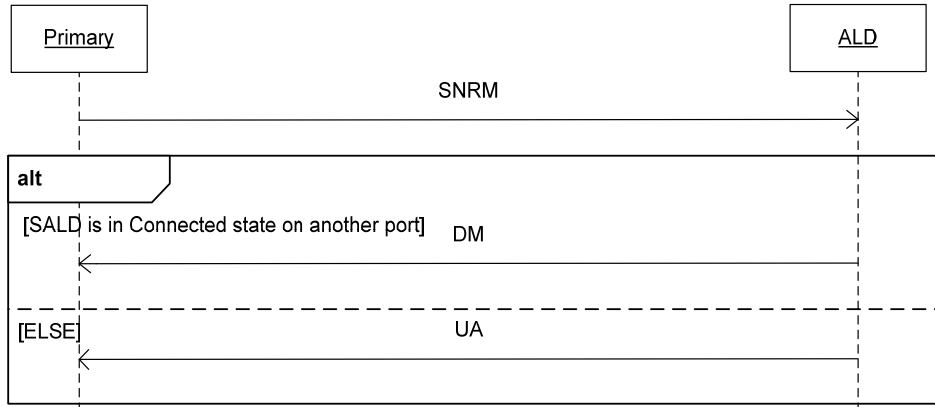 Primary
ALD
SNRM
alt
[SALD is in Connected state on another port]
DM
[ELSE]
UA